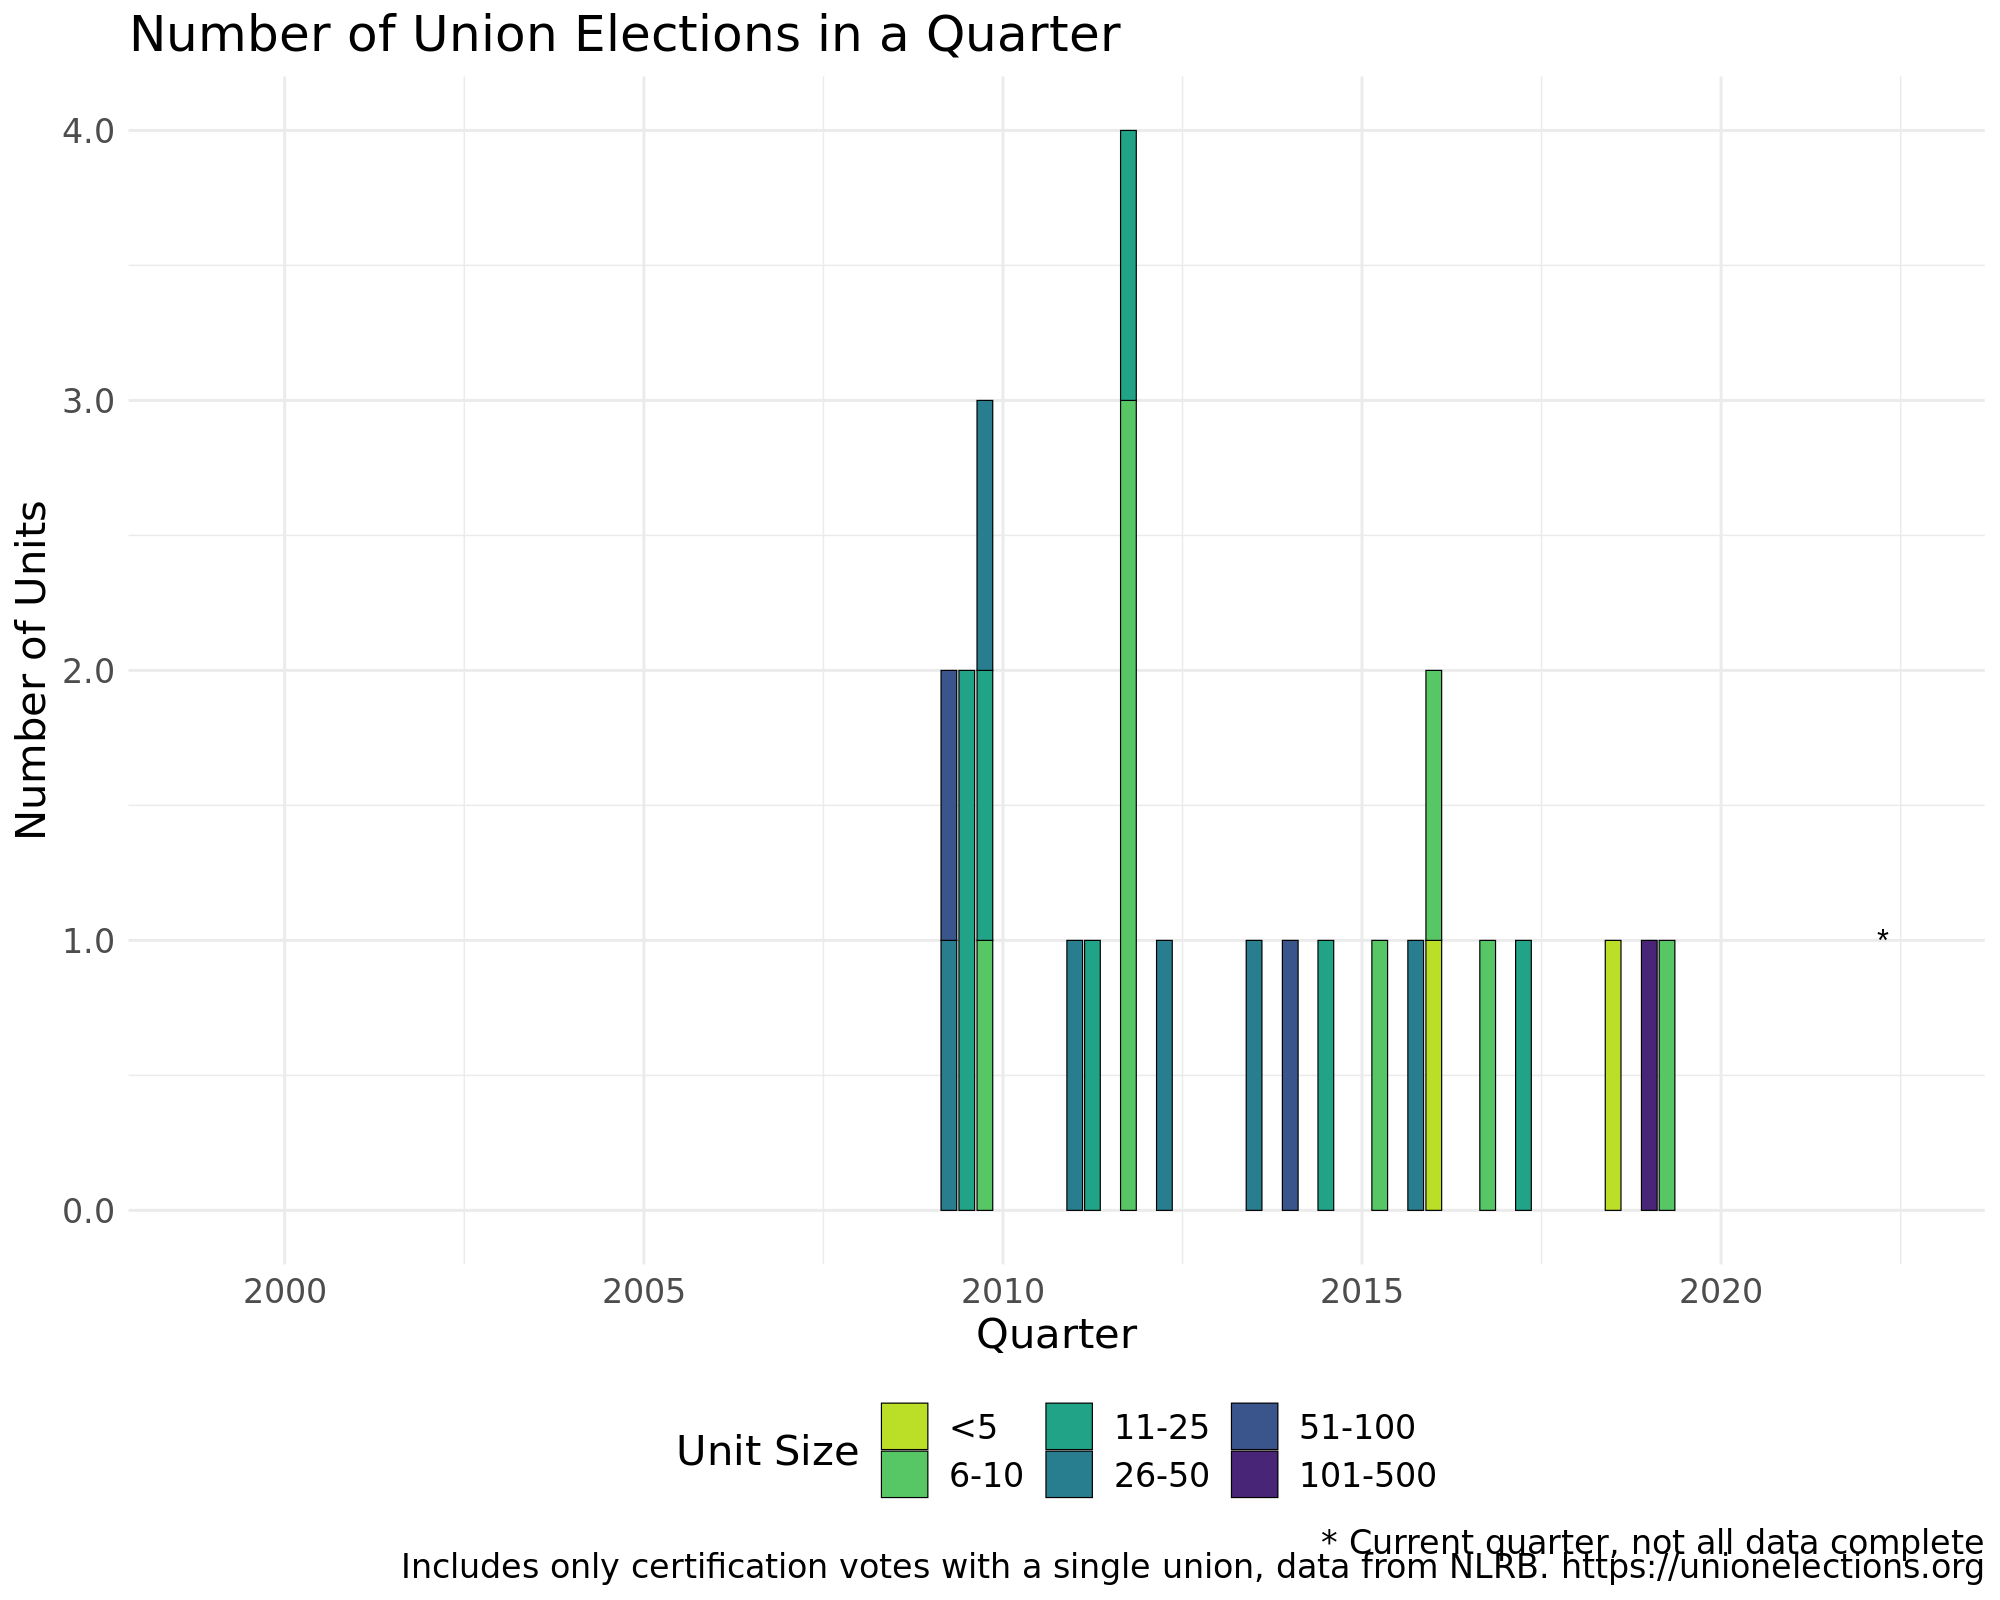 Number of Union Elections in a Quarter
Number of Units
4.0
3.0
2.0
1.0
0.0
*
2000 2005 2010 2015 2020
Quarter
Unit Size
<5 11-25 51-100
6-10 26-50 101-500
* Current quarter, not all data complete
Includes only certification votes with a single union, data from NLRB. https://unionelections.org